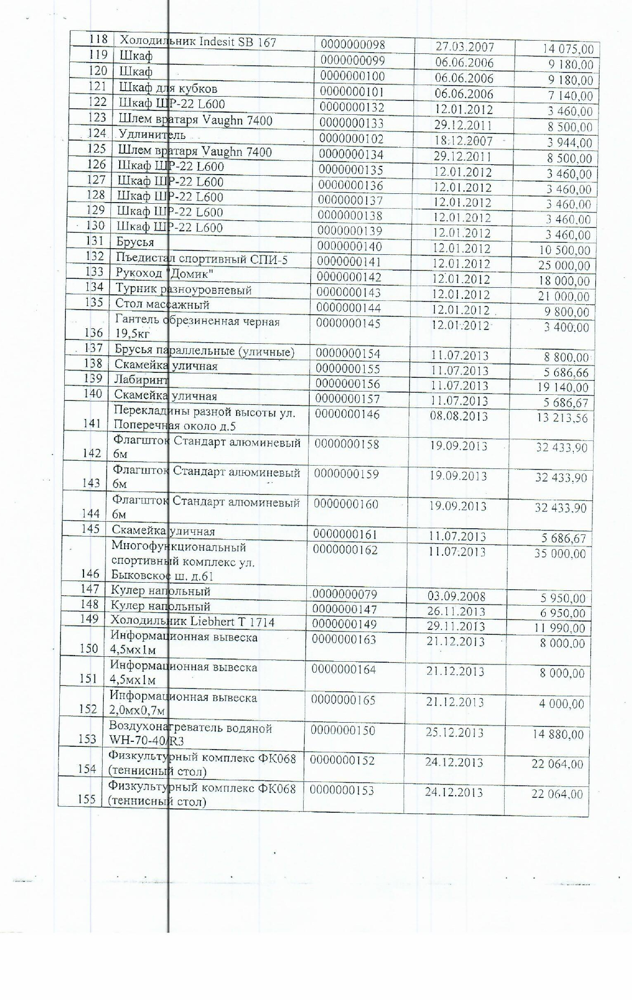 118 Холодильник Indesit SB 167 0000000098 27.03.2007 14 075,00
119 Шкаф 0000000099 06.06.2006 9 180,00
120 Шкаф 0000000100 06.06.2006 9 180,00
121 Шкаф для кубков 0000000101 06.06.2006 7 140,00
122 Шкаф ШР-22 L600 0000000132 12.01.2012 3 460,00
123 Шлем вратаря Vaughn 7400 0000000133 29.12.2011 8 500,00
124 Удлинитель 0000000102 18.12.2007 3 944,00
125 Шлем вратаря Vaughn 7400 0000000134 29.12.2011 8 500,00
126 Шкаф ШР-22 L600 0000000135 12.01.2012 3 460,00
127 Шкаф ШР-22 L600 0000000136 12.01.2012 3 460,00
128 Шкаф ШР-22 L600 0000000137 12.01.2012 3 460,00
129 Шкаф ШР-22 L600 0000000138 12.01.2012 3 460,00
130 Шкаф ШР-22 L600 0000000139 12.01.2012 3 460,00
131 Брусья 0000000140 12.01.2012 10 500,00
132 Пъедистал спортивный СПИ-5 0000000141 12.01.2012 25 000,00
133 Рукоход "Домик" 0000000142 12.01.2012 18 000,00
134 Турник разноуровневый 0000000143 12.01.2012 21 000,00
135 Стол массажный 0000000144 12.01.2012 9 800,00
Гантель обрезиненная черная 0000000145 12.01.2012 3 400,00
136 19,5кг
137 Брусья параллельные (уличные) 0000000154 11.07.2013 8 800,00
138 Скамейка уличная 0000000155 11.07.2013 5 686,66
139 Лабиринт 0000000156 11.07.2013 19 140,00
140 Скамейка уличная 0000000157 11.07.2013 5 686,67
Перекладины разной высоты ул. 0000000146 08.08.2013 13 213,56
141 Поперечная около д.5
Флагшток Стандарт алюминевый 0000000158 19.09.2013 32 433,90
142 6м
Флагшток Стандарт алюминевый 0000000159 19.09.2013 32 433,90
143 6м
Флагшток Стандарт алюминевый 0000000160 19.09.2013 32 433,90
144 6м
145 Скамейка уличная 0000000161 11.07.2013 5 686,67
Многофункциональный 0000000162 11.07.2013 35 000,00
спортивный комплекс ул.
146 Быковское ш. д.61
147 Кулер напольный 0000000079 03.09.2008 5 950,00
148 Кулер напольный 0000000147 26.11.2013 6 950,00
149 Холодильник Liebhert T 1714 0000000149 29.11.2013 11 990,00
Информационная вывеска 0000000163 21.12.2013 8 000,00
150 4,5мх1м
Информационная вывеска 0000000164 21.12.2013 8 000,00
151 4,5мх1м
Информационная вывеска 0000000165 21.12.2013 4 000,00
152 2,0мх0,7м
Воздухонагреватель водяной 0000000150 25.12.2013 14 880,00
153 WH-70-40/R3
Физкультурный комплекс ФК068 0000000152 24.12.2013 22 064,00
154 (теннисный стол)
Физкультурный комплекс ФК068 0000000153 24.12.2013 22 064,00
155 (теннисный стол)